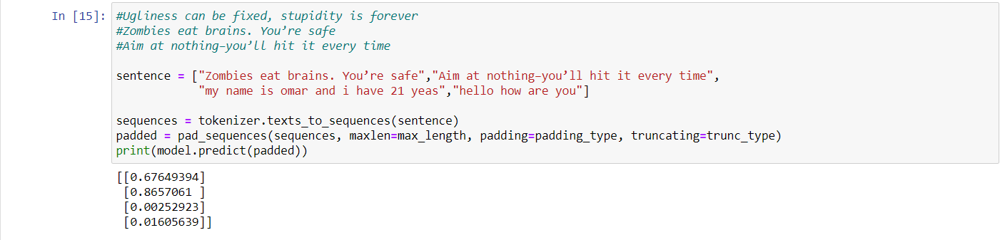 In [15]: #Ugliness can be fixed, stupidity is forever
#Zombies eat brains. You’re safe
#Aim at nothing–you’ll hit it every time
sentence = ["Zombies eat brains. You’re safe","Aim at nothing–you’ll hit it every time",
"my name is omar and i have 21 yeas","hello how are you"]
sequences = tokenizer.texts_to_sequences(sentence)
padded = pad_sequences(sequences, maxlen=max_length, padding=padding_type, truncating=trunc_type)
print(model.predict(padded))
[[0.67649394]
[0.8657061 ]
[0.00252923]
[0.01605639]]